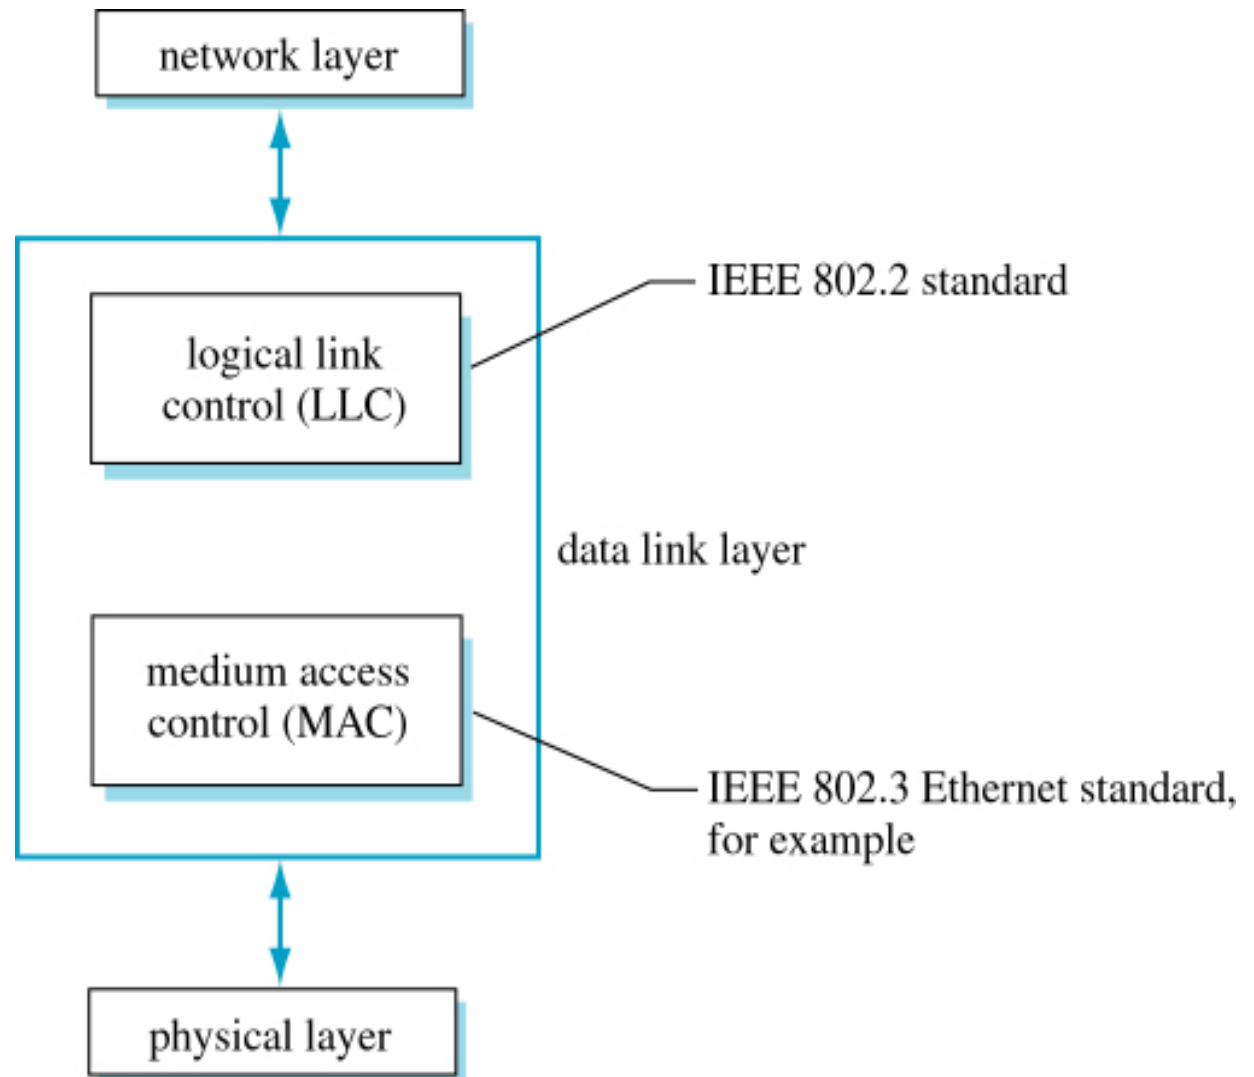 network layer
IEEE 802.2 standard
logical link
control (LLC)
data link layer
medium access
control (MAC)
IEEE 802.3 Ethernet standard,
for example
physical layer